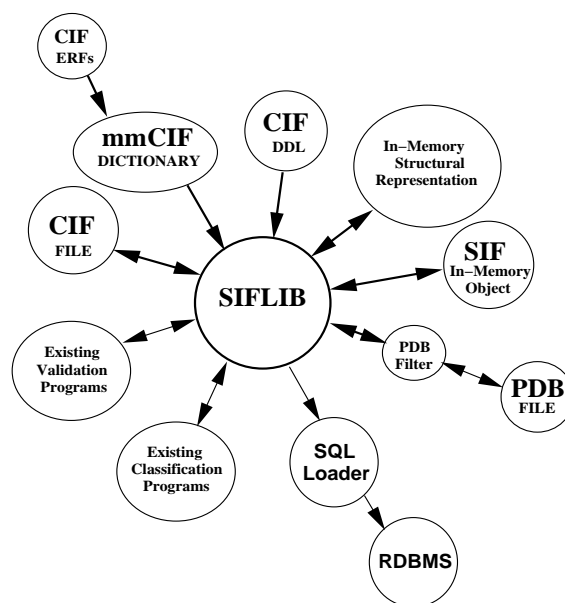 CIF
ERFs
mmCIF
DICTIONARY
CIF
DDL
In-Memory
Structural
Representation
CIF
FILE
SIF
In-Memory
Object
SIFLIB
Existing
Validation
Programs
PDB
Filter
PDB
FILE
Existing
Classification
Programs
SQL
Loader
RDBMS